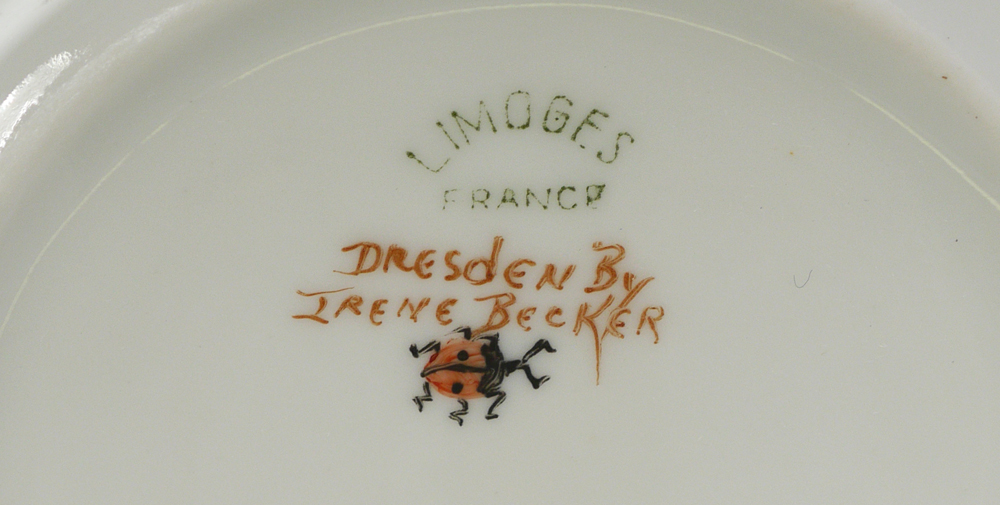 LIMOGES
FRANCE
DRESdEN By
IRENE BECKER